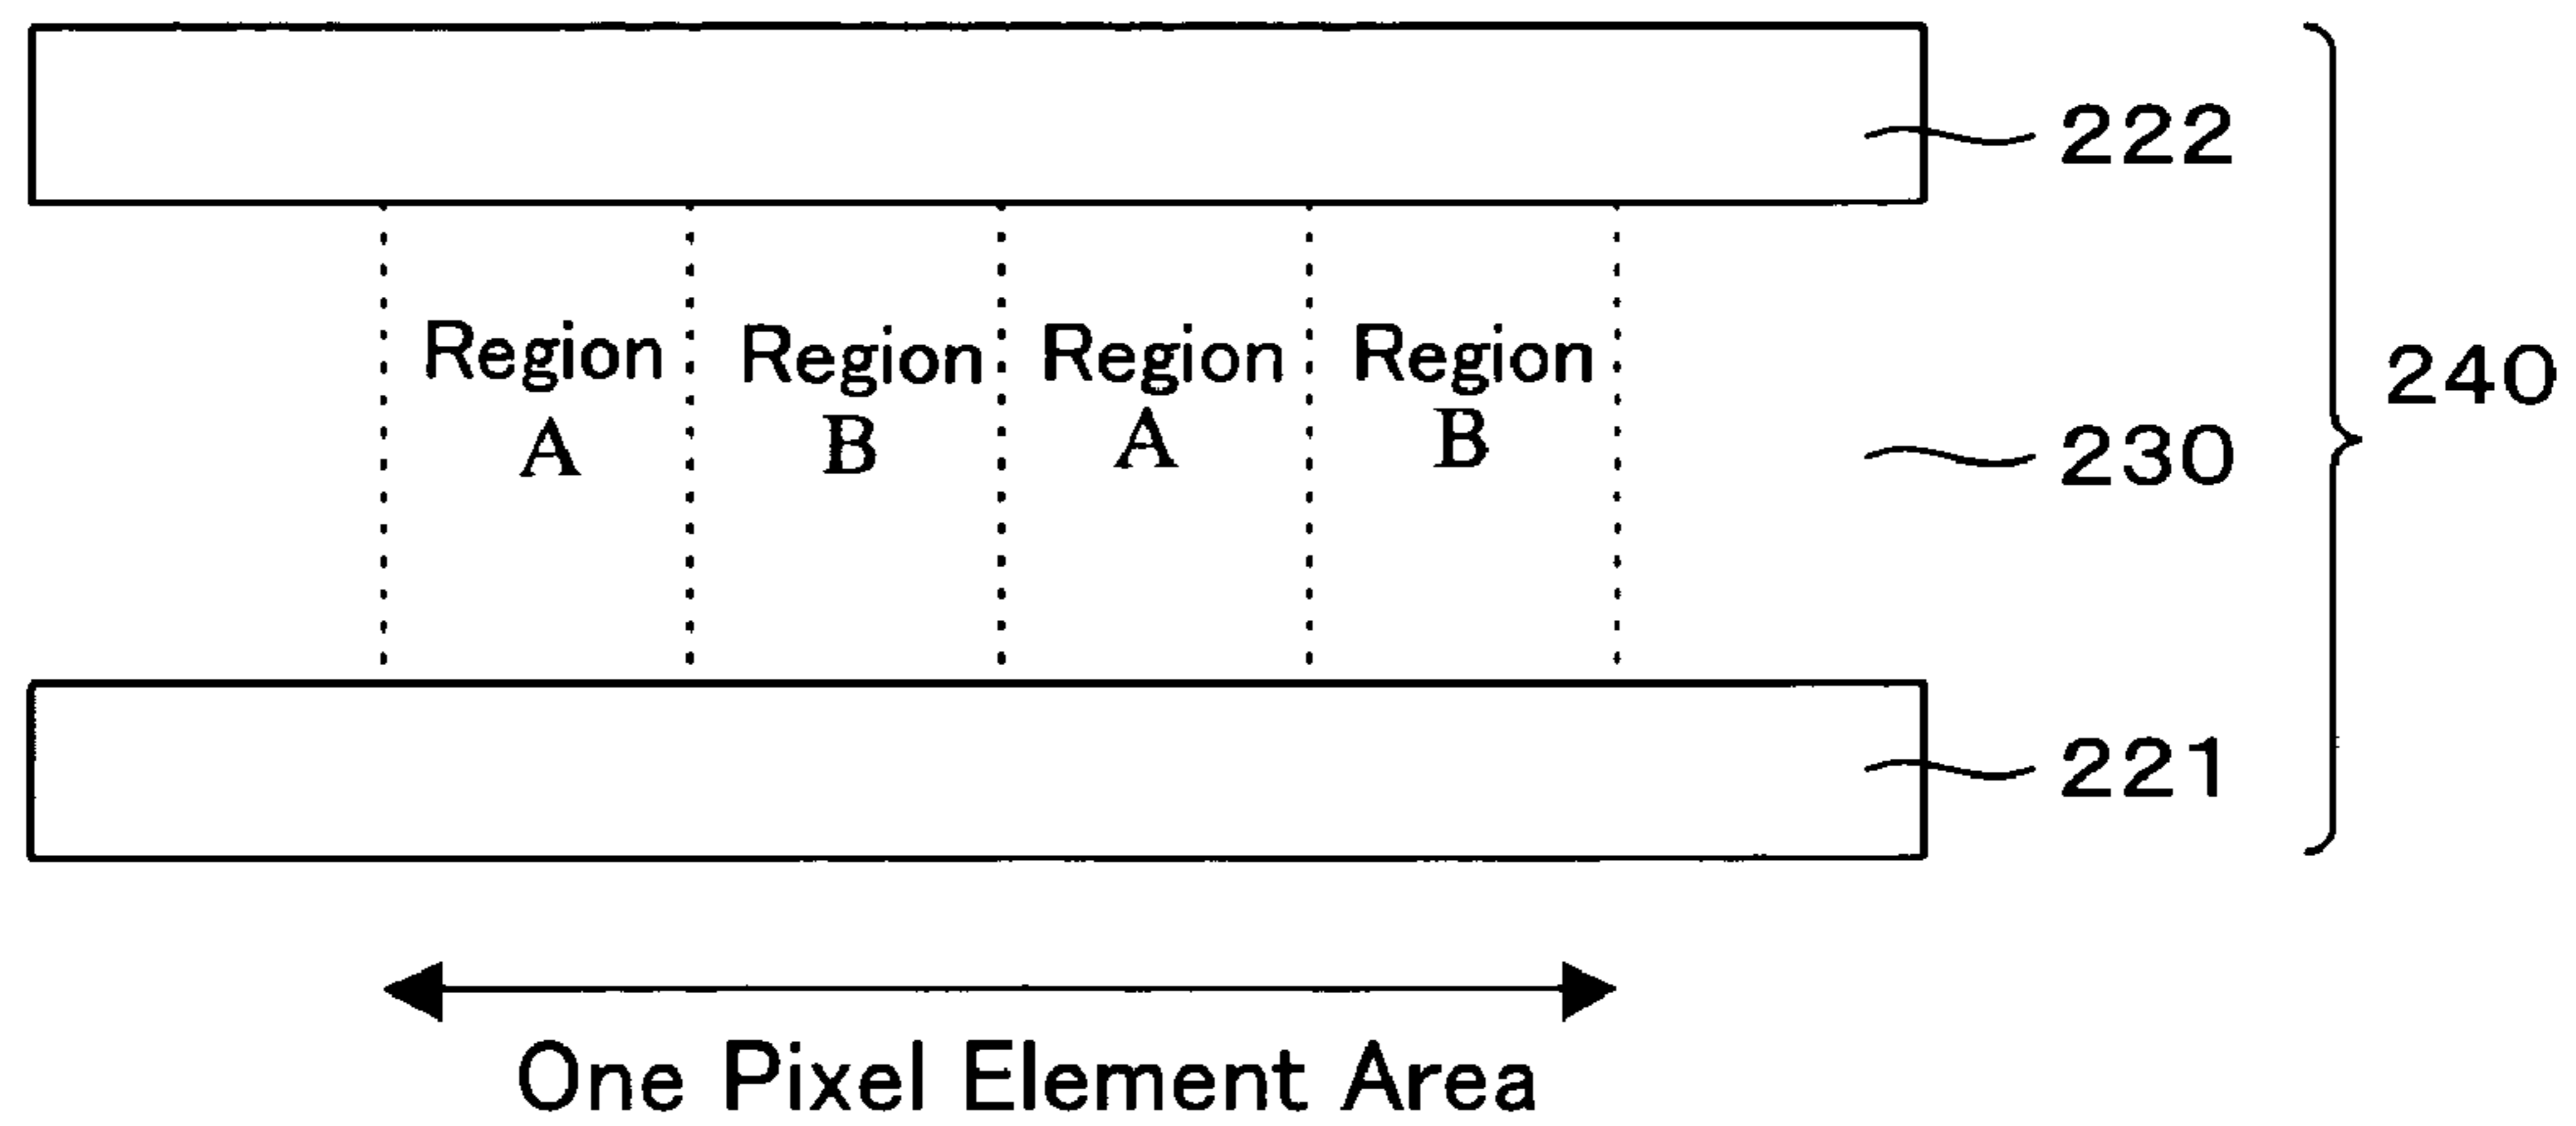 222
Region A
Region B
Region A
Region B
240
230
221
One Pixel Element Area